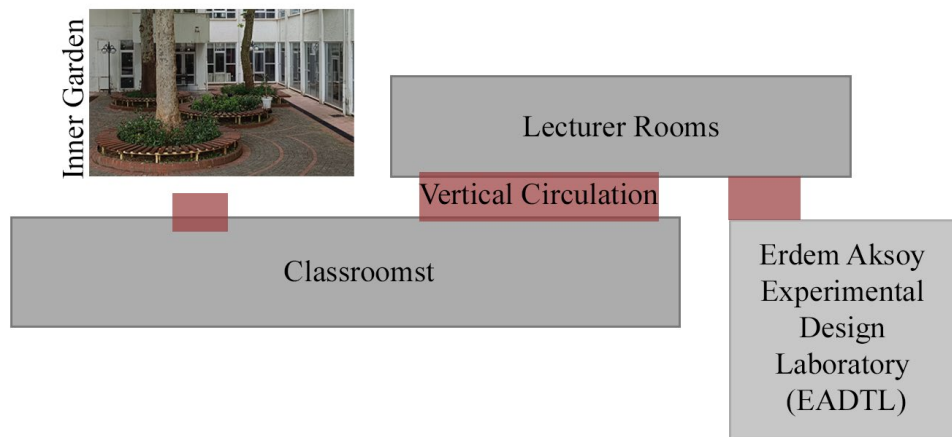 Inner Garden
Lecturer Rooms
Vertical Circulation
Classroomst
Erdem Aksoy
Experimental
Design
Laboratory
(EADTL)